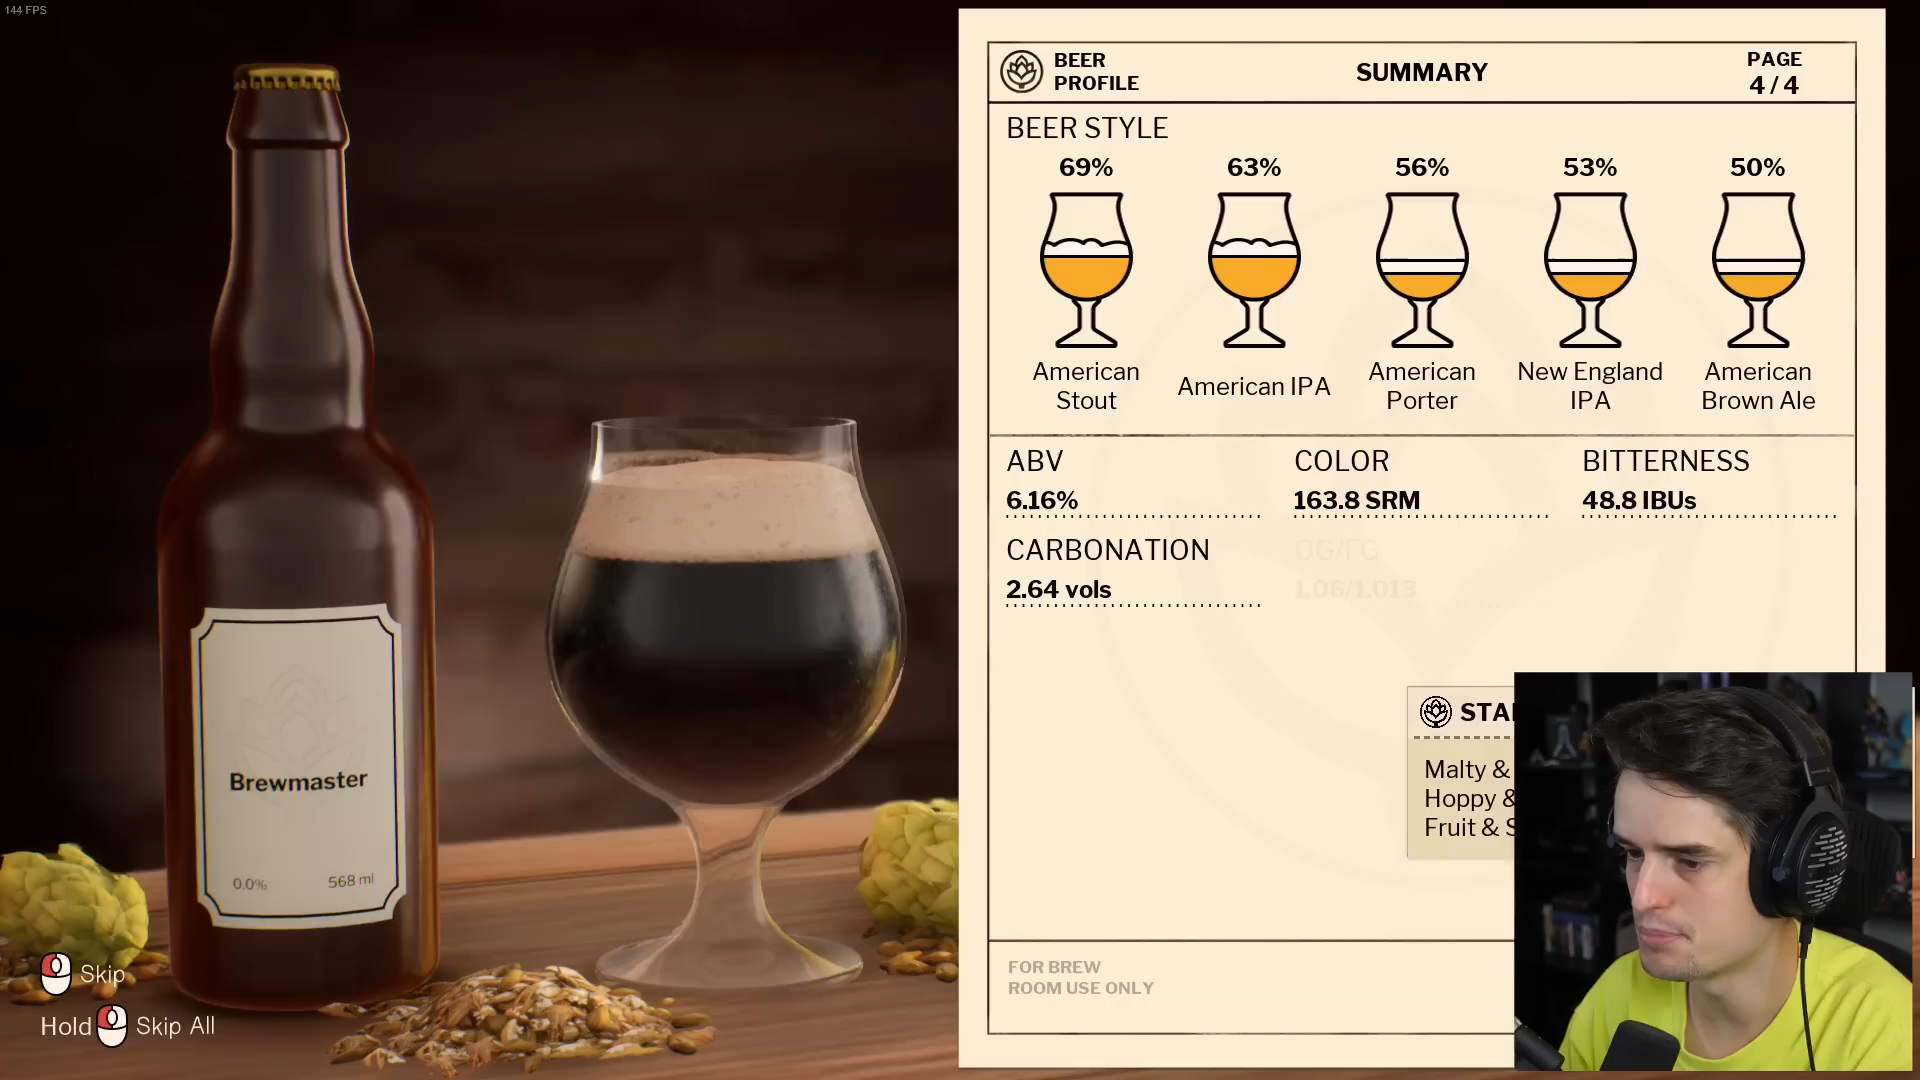 144 FPS
BEER
PROFILE
SUMMARY
PAGE
4 / 4
BEER STYLE
69%
63%
56%
53%
50%
American
Stout
American IPA
American
Porter
New England
IPA
American
Brown Ale
ABV
6.16%
COLOR
163.8 SRM
BITTERNESS
48.8 IBUs
CARBONATION
2.64 vols
OG/FG
1.06/1.013
Malty &
Hoppy &
Fruit &
FOR BREW
ROOM USE ONLY
Brewmaster
0.0%
568 ml
Skip
Hold Skip All